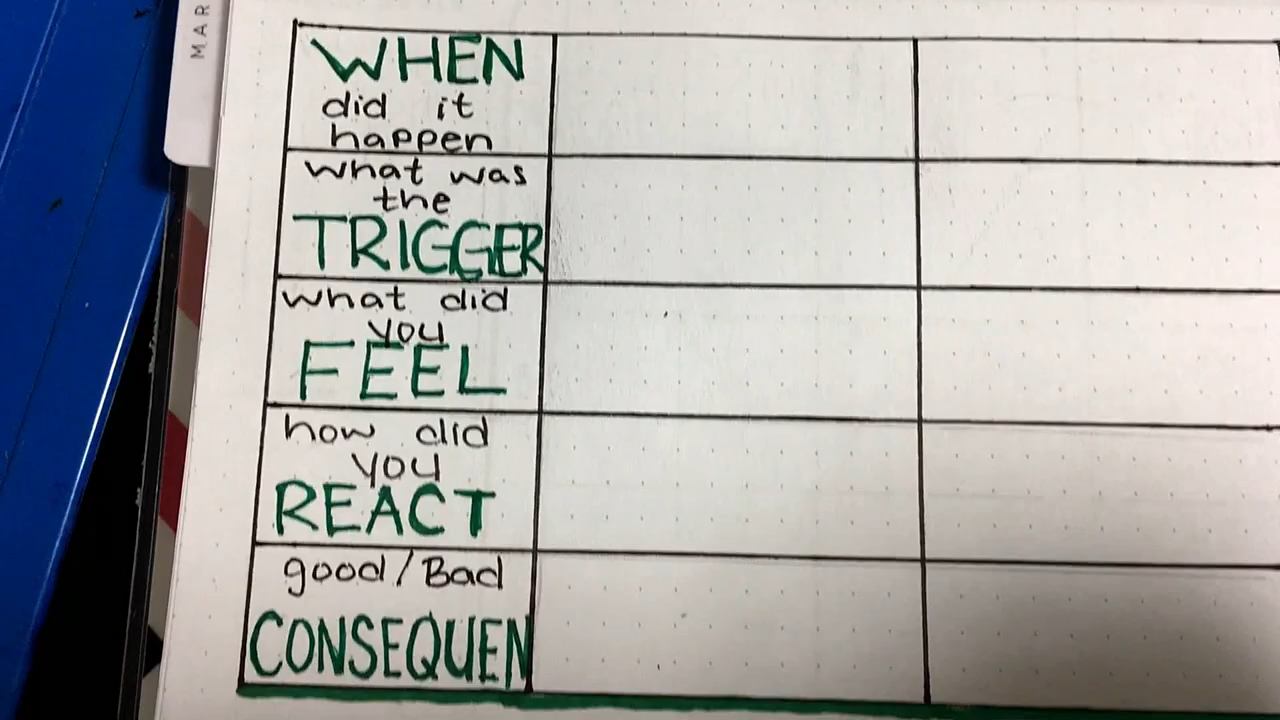 MAR
WHEN
did it
happen
what was
the
TRIGGER
what did
you
FEEL
how did
you
REACT
good/Bad
CONSEQUEN